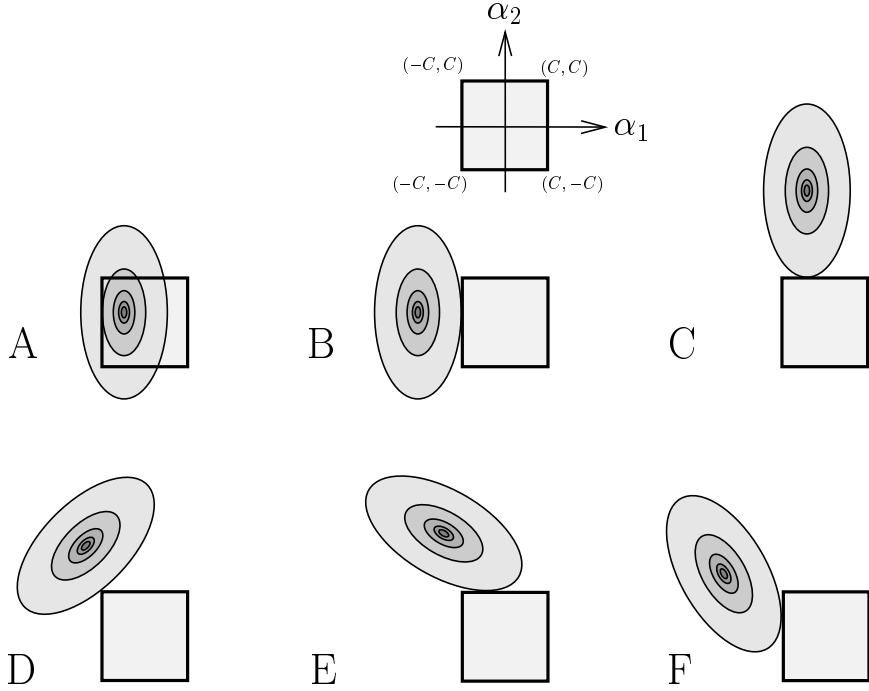 α₂
(−C, C) (C, C)
α₁
(−C, −C) (C, −C)
A B C
D E F